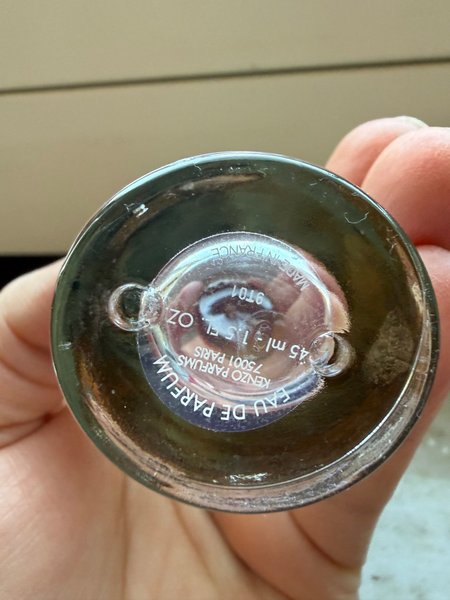 EAU DE PARFUM
KENZO PARFUMS
75001 PARIS
45 ml - 1,5 FL. OZ
9T01
MADE IN FRANCE